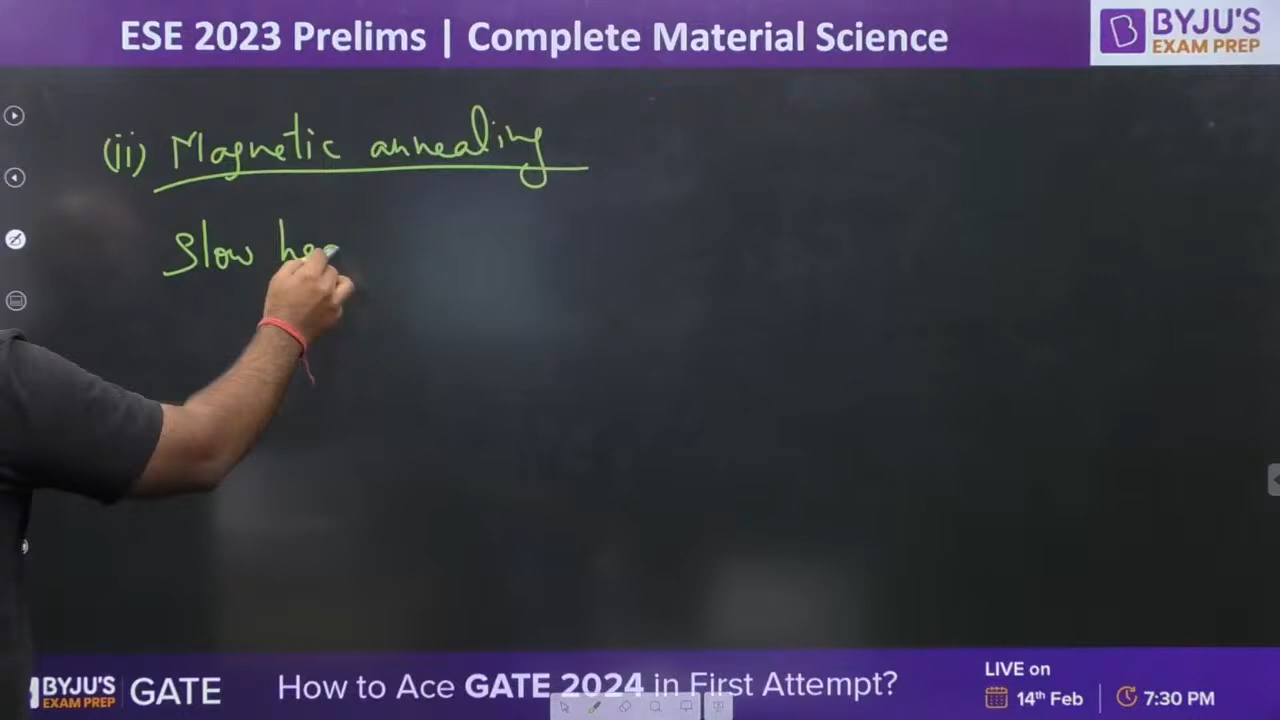 ESE 2023 Prelims | Complete Material Science
BYJU'S
EXAM PREP
(ii) Magnetic annealing
Slow hea
BYJU'S
EXAM PREP
GATE
How to Ace GATE 2024 in First Attempt?
LIVE on
14th Feb
7:30 PM